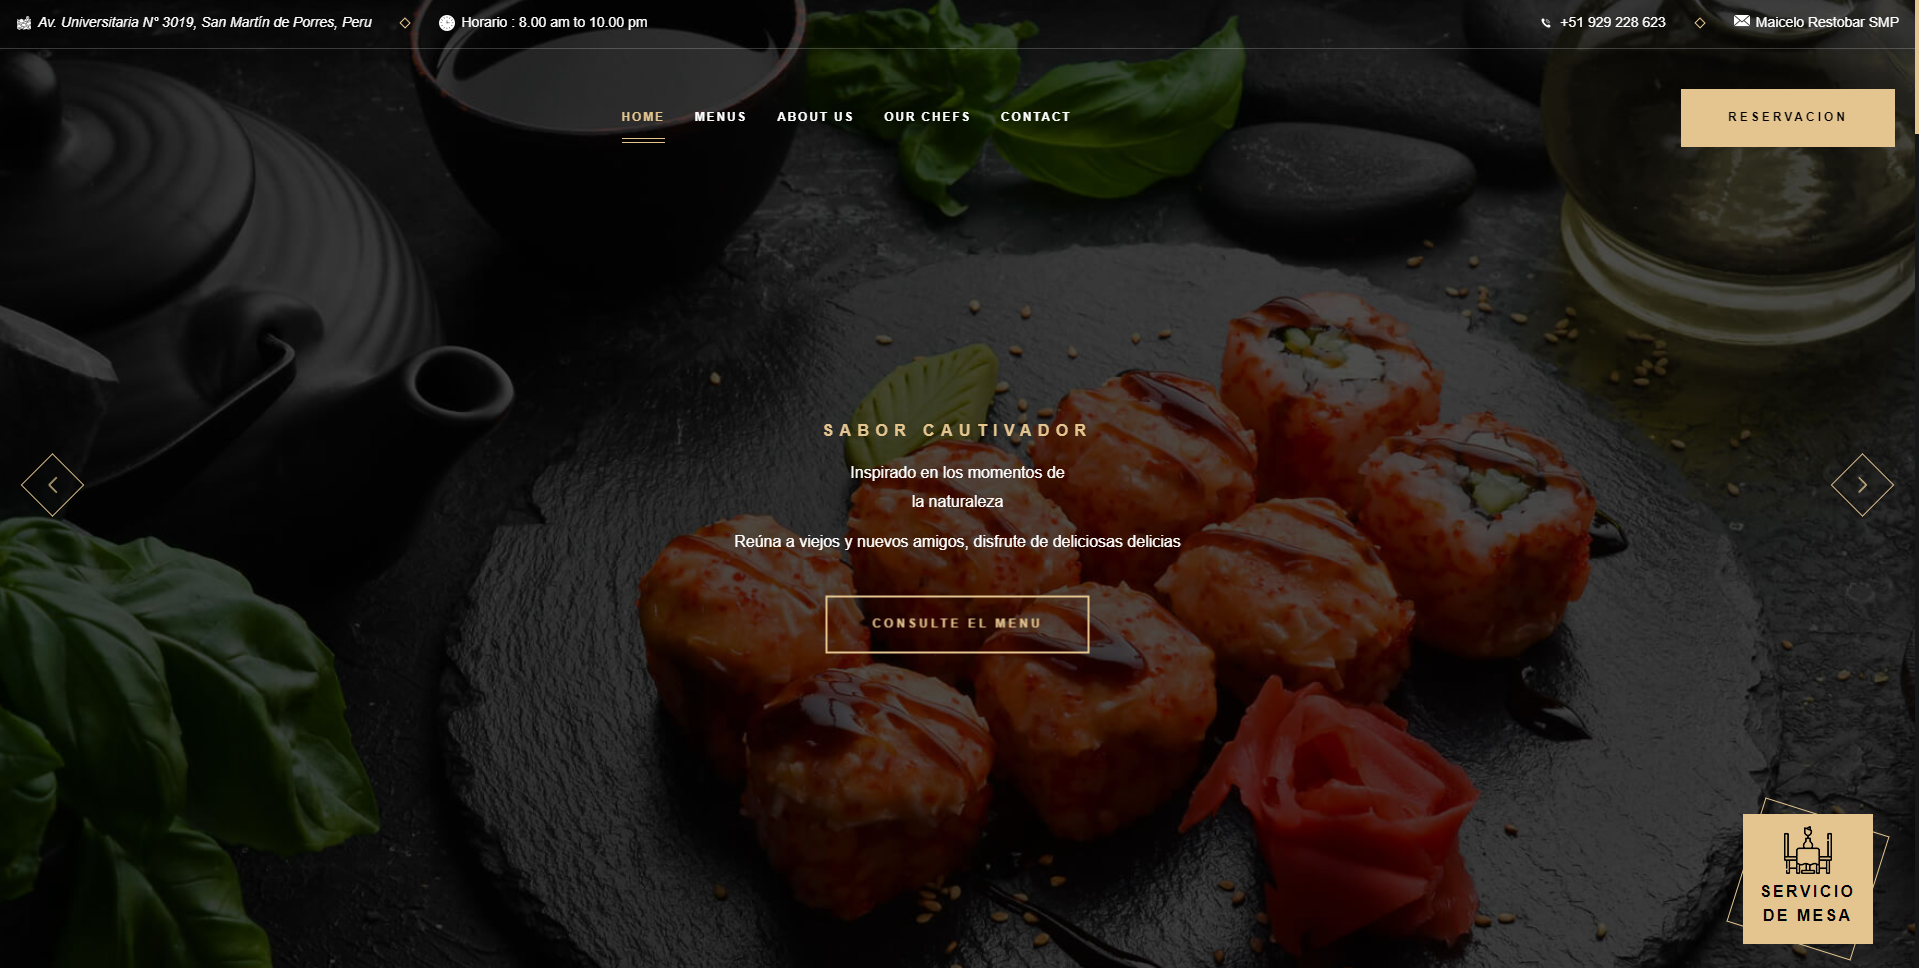 Av. Universitaria N° 3019, San Martín de Porres, Peru
Horario : 8.00 am to 10.00 pm
+51 929 228 623
Maicelo Restobar SMP
HOME
MENUS
ABOUT US
OUR CHEFS
CONTACT
RESERVACION
SABOR CAUTIVADOR
Inspirado en los momentos de
la naturaleza
Reúna a viejos y nuevos amigos, disfrute de deliciosas delicias
CONSULTE EL MENU
SERVICIO
DE MESA